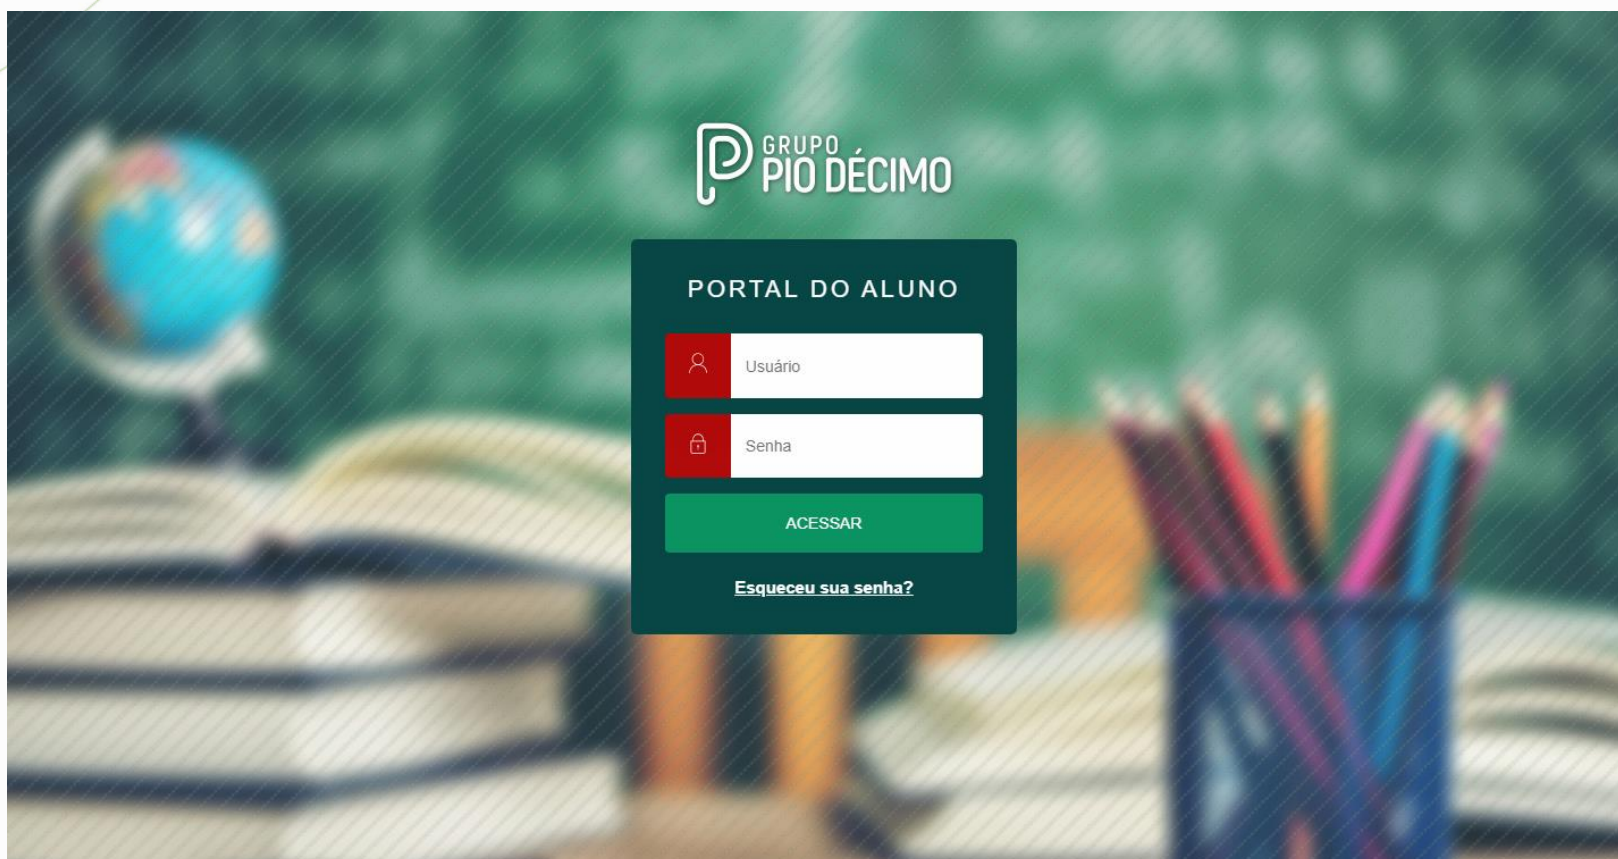 GRUPO
PIO DÉCIMO
PORTAL DO ALUNO
Usuário
Senha
ACESSAR
Esqueceu sua senha?